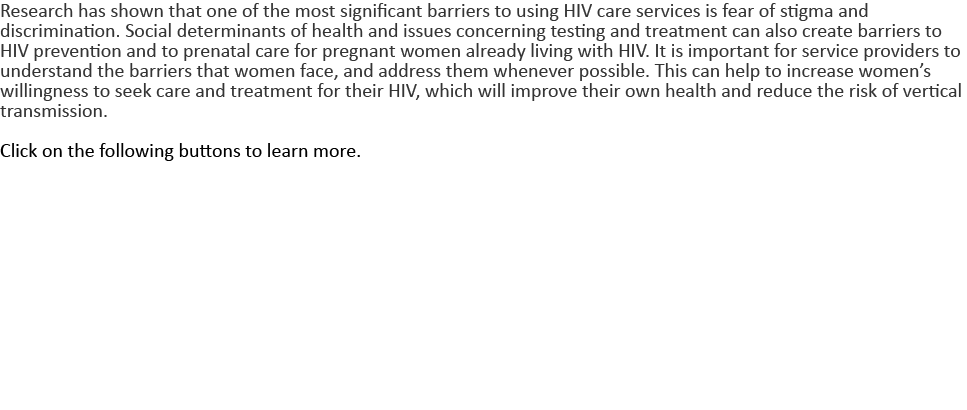 Research has shown that one of the most significant barriers to using HIV care services is fear of stigma and
discrimination. Social determinants of health and issues concerning testing and treatment can also create barriers to
HIV prevention and to prenatal care for pregnant women already living with HIV. It is important for service providers to
understand the barriers that women face, and address them whenever possible. This can help to increase women’s
willingness to seek care and treatment for their HIV, which will improve their own health and reduce the risk of vertical
transmission.
Click on the following buttons to learn more.